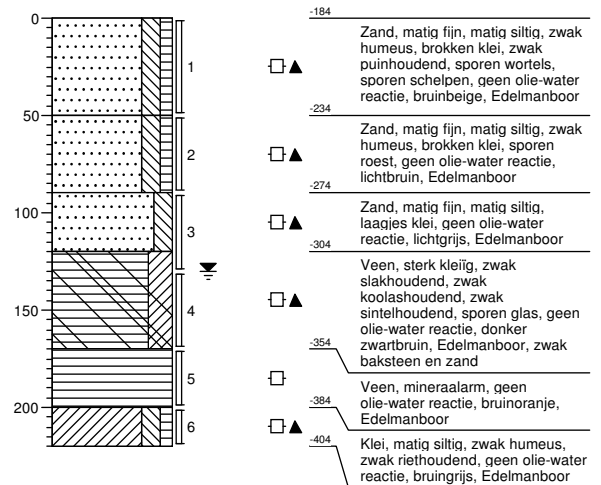 0
50
100
150
200
1
2
3
4
5
6
-184
Zand, matig fijn, matig siltig, zwak
humeus, brokken klei, zwak
puinhoudend, sporen wortels,
sporen schelpen, geen olie-water
reactie, bruinbeige, Edelmanboor
-234
Zand, matig fijn, matig siltig, zwak
humeus, brokken klei, sporen
roest, geen olie-water reactie,
lichtbruin, Edelmanboor
-274
Zand, matig fijn, matig siltig,
laagjes klei, geen olie-water
reactie, lichtgrijs, Edelmanboor
-304
Veen, sterk kleiïg, zwak
slakhoudend, zwak
koolashoudend, zwak
sintelhoudend, sporen glas, geen
olie-water reactie, donker
zwartbruin, Edelmanboor, zwak
baksteen en zand
-354
Veen, mineraalarm, geen
olie-water reactie, bruinoranje,
Edelmanboor
-384
Klei, matig siltig, zwak humeus,
zwak riethoudend, geen olie-water
reactie, bruingrijs, Edelmanboor
-404